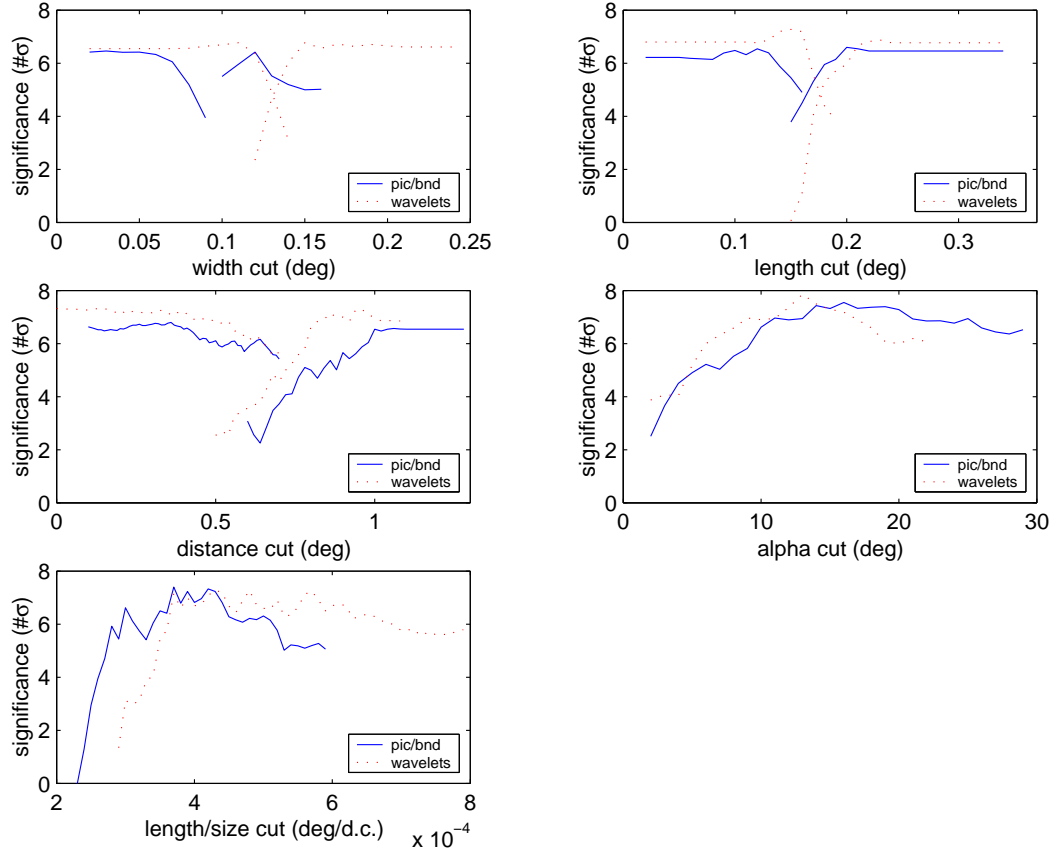 significance (#σ)
8
6
4
2
0
0 0.05 0.1 0.15 0.2 0.25
width cut (deg)
pic/bnd
wavelets
significance (#σ)
8
6
4
2
0
0 0.1 0.2 0.3
length cut (deg)
pic/bnd
wavelets
significance (#σ)
8
6
4
2
0
0 0.5 1
distance cut (deg)
pic/bnd
wavelets
significance (#σ)
8
6
4
2
0
0 10 20 30
alpha cut (deg)
pic/bnd
wavelets
significance (#σ)
8
6
4
2
0
2 4 6 8
length/size cut (deg/d.c.)
x 10⁻⁴
pic/bnd
wavelets